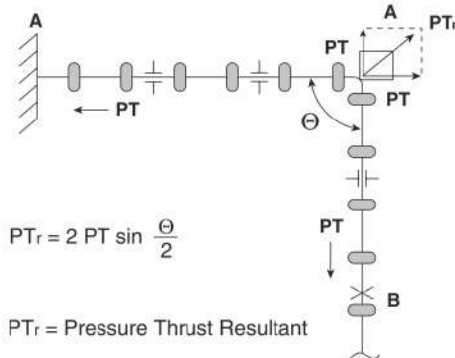 A
A
PTr
PT
PT
PT
Θ
PTr = 2 PT sin Θ/2
PT
B
PTr = Pressure Thrust Resultant